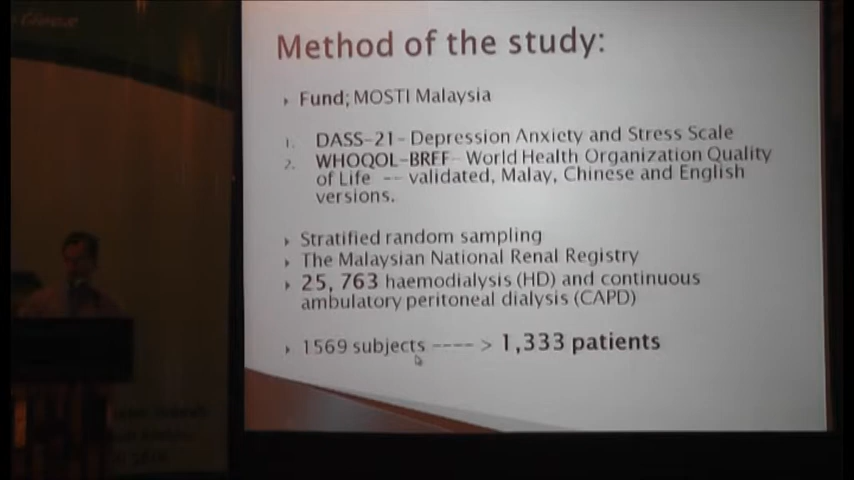 Method of the study:
Fund; MOSTI Malaysia
1. DASS-21- Depression Anxiety and Stress Scale
2. WHOQOL-BREF- World Health Organization Quality
of Life -- validated, Malay, Chinese and English
versions.
Stratified random sampling
The Malaysian National Renal Registry
25, 763 haemodialysis (HD) and continuous
ambulatory peritoneal dialysis (CAPD)
1569 subjects ---- > 1,333 patients